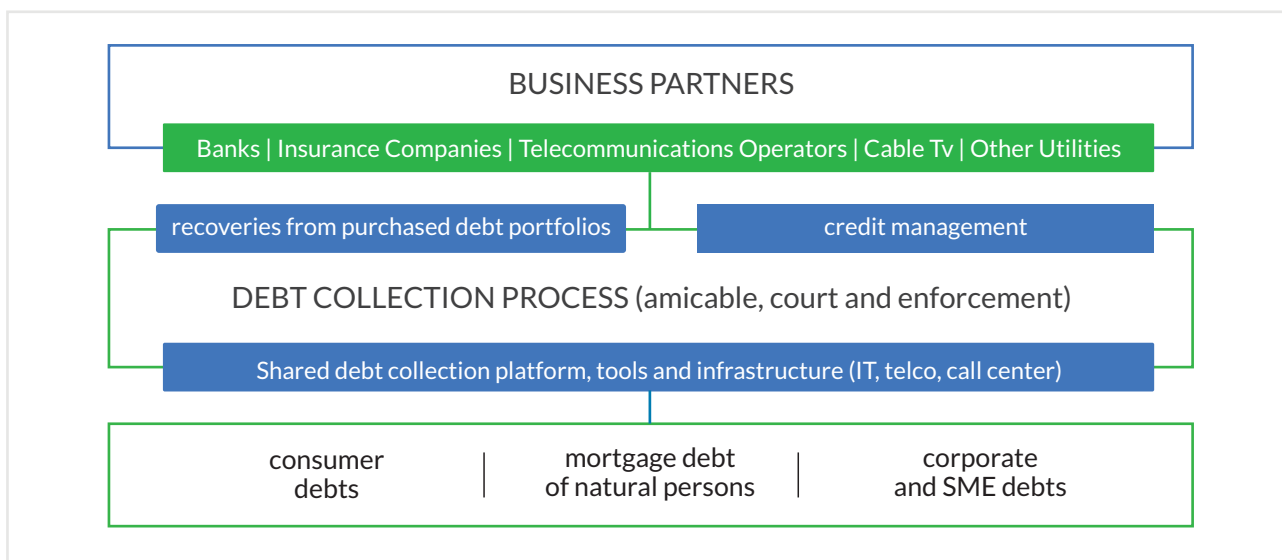 BUSINESS PARTNERS
Banks | Insurance Companies | Telecommunications Operators | Cable Tv | Other Utilities
recoveries from purchased debt portfolios
credit management
DEBT COLLECTION PROCESS (amicable, court and enforcement)
Shared debt collection platform, tools and infrastructure (IT, telco, call center)
consumer
debts
mortgage debt
of natural persons
corporate
and SME debts